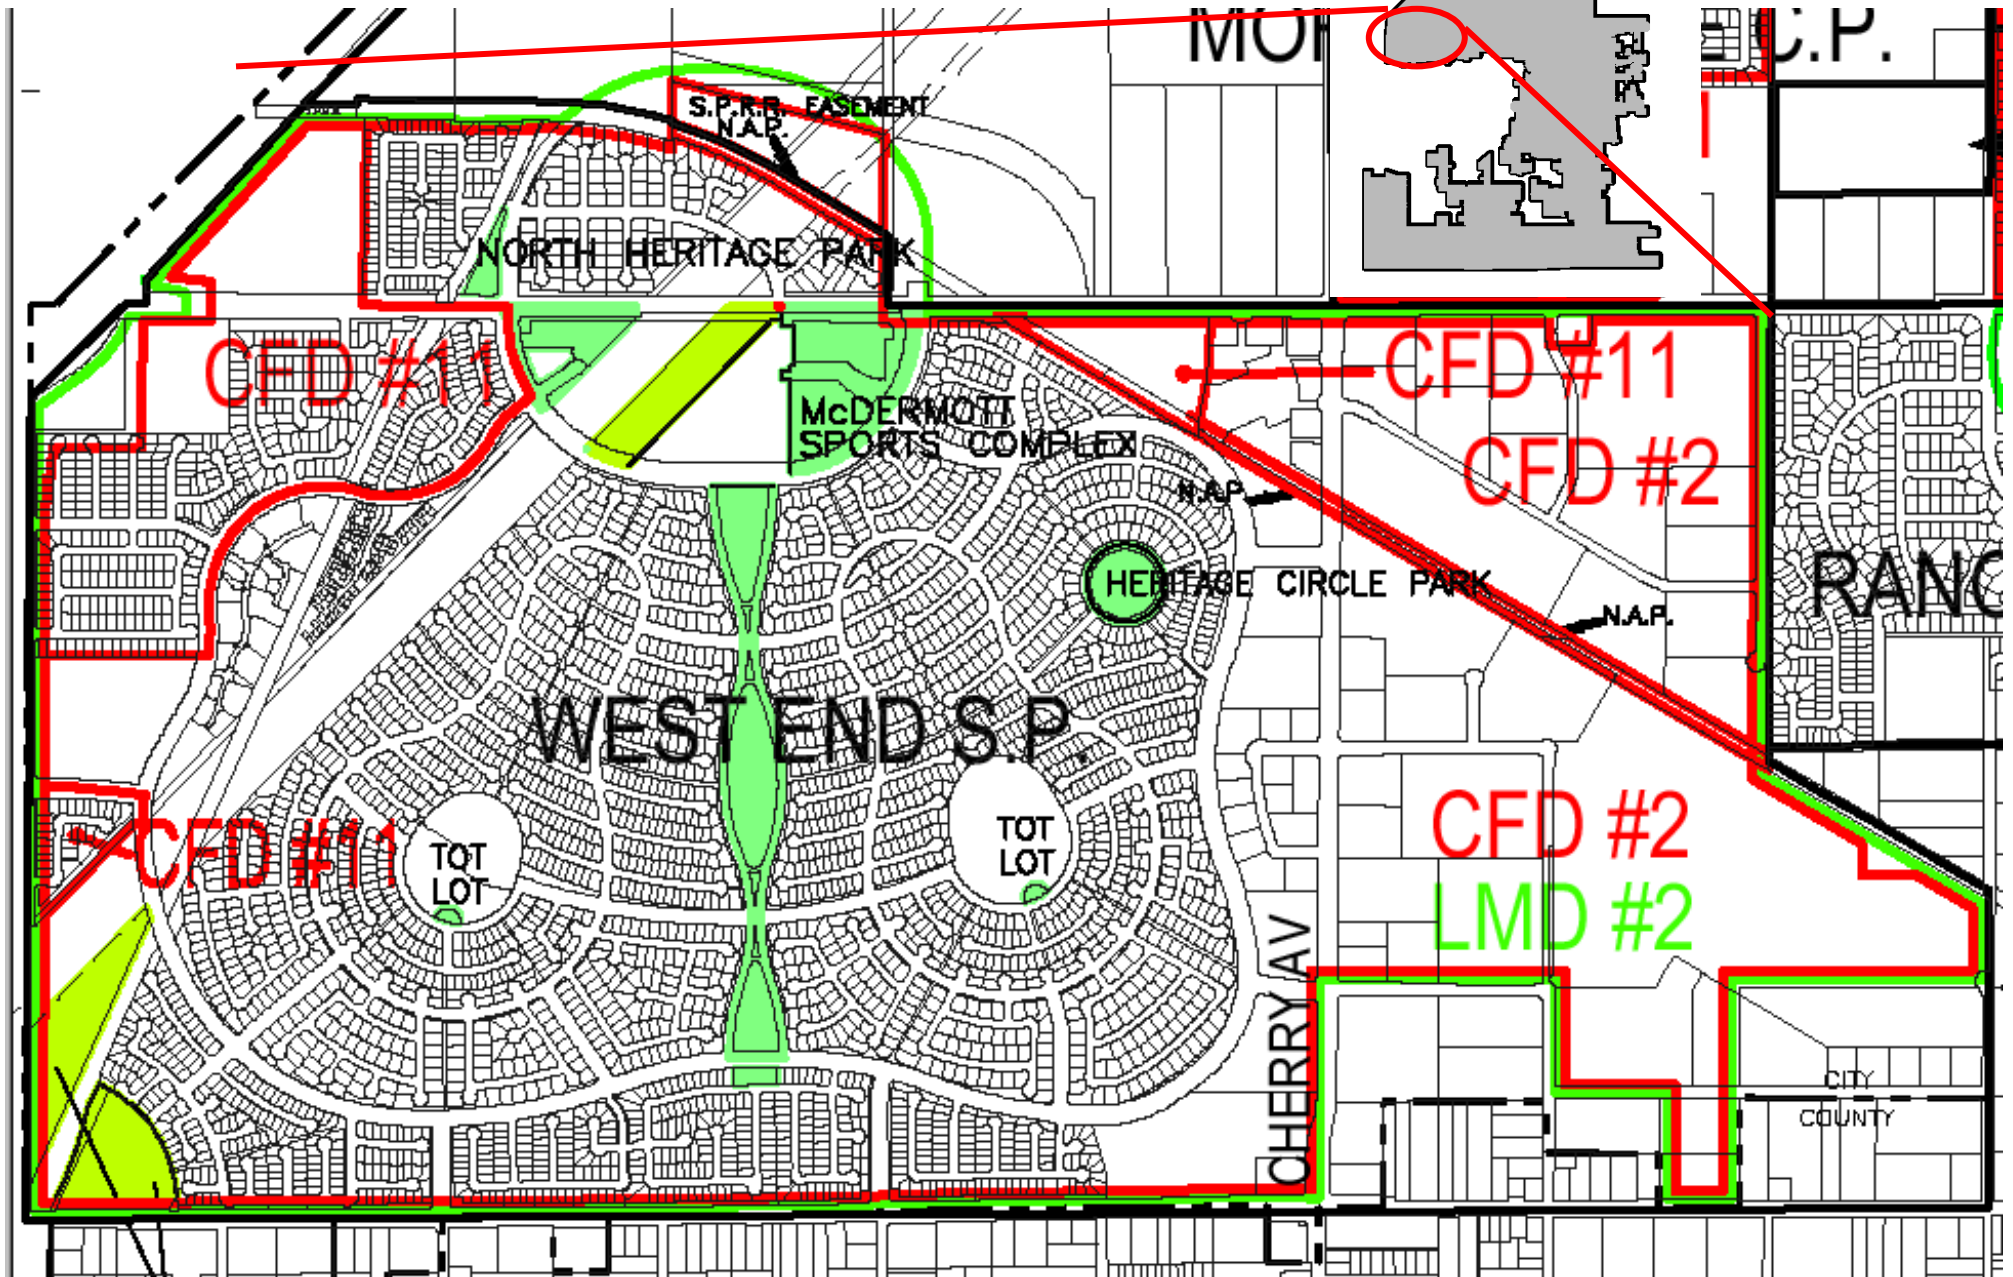 C.P.
S.P.R.R. EASEMENT
N.A.P.
NORTH HERITAGE PARK
CFD #11
CFD #11
McDERMOTT
SPORTS COMPLEX
CFD #2
N.A.P.
HERITAGE CIRCLE PARK
RANC
N.A.P.
WEST END S.P.
CFD #2
TOT
LOT
CFD #11
TOT
LOT
LMD #2
CHERRY AV
CITY
COUNTY